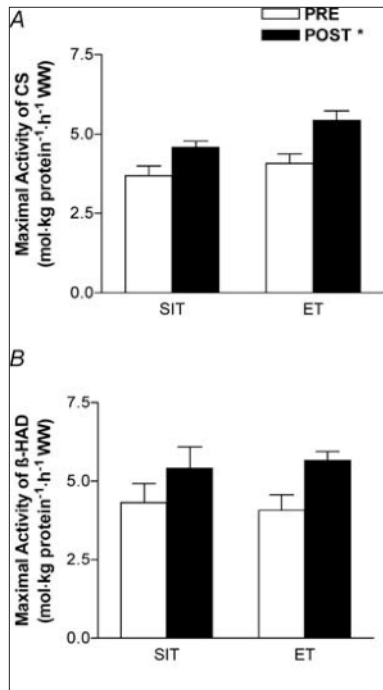 A
PRE
POST *
Maximal Activity of CS
(mol·kg protein⁻¹·h⁻¹ WW)
7.5
5.0
2.5
0.0
SIT ET
B
Maximal Activity of ß-HAD
(mol·kg protein⁻¹·h⁻¹ WW)
7.5
5.0
2.5
0.0
SIT ET